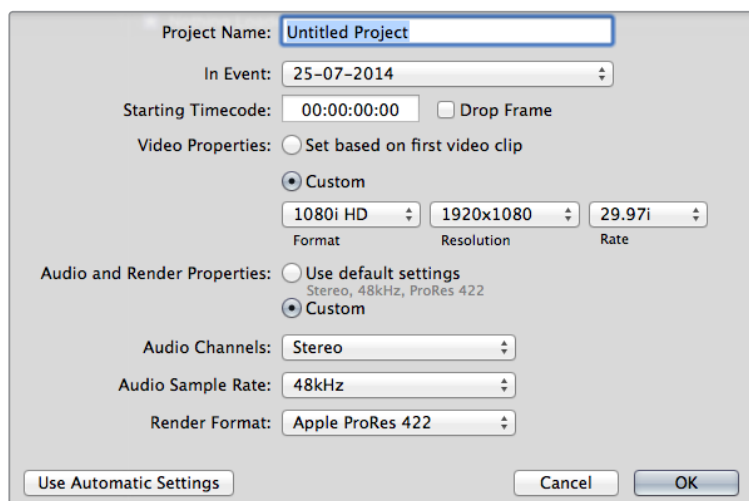 Project Name: Untitled Project
In Event: 25-07-2014
Starting Timecode: 00:00:00:00 Drop Frame
Video Properties: Set based on first video clip
Custom
1080i HD 1920x1080 29.97i
Format Resolution Rate
Audio and Render Properties: Use default settings
Stereo, 48kHz, ProRes 422
Custom
Audio Channels: Stereo
Audio Sample Rate: 48kHz
Render Format: Apple ProRes 422
Use Automatic Settings Cancel OK